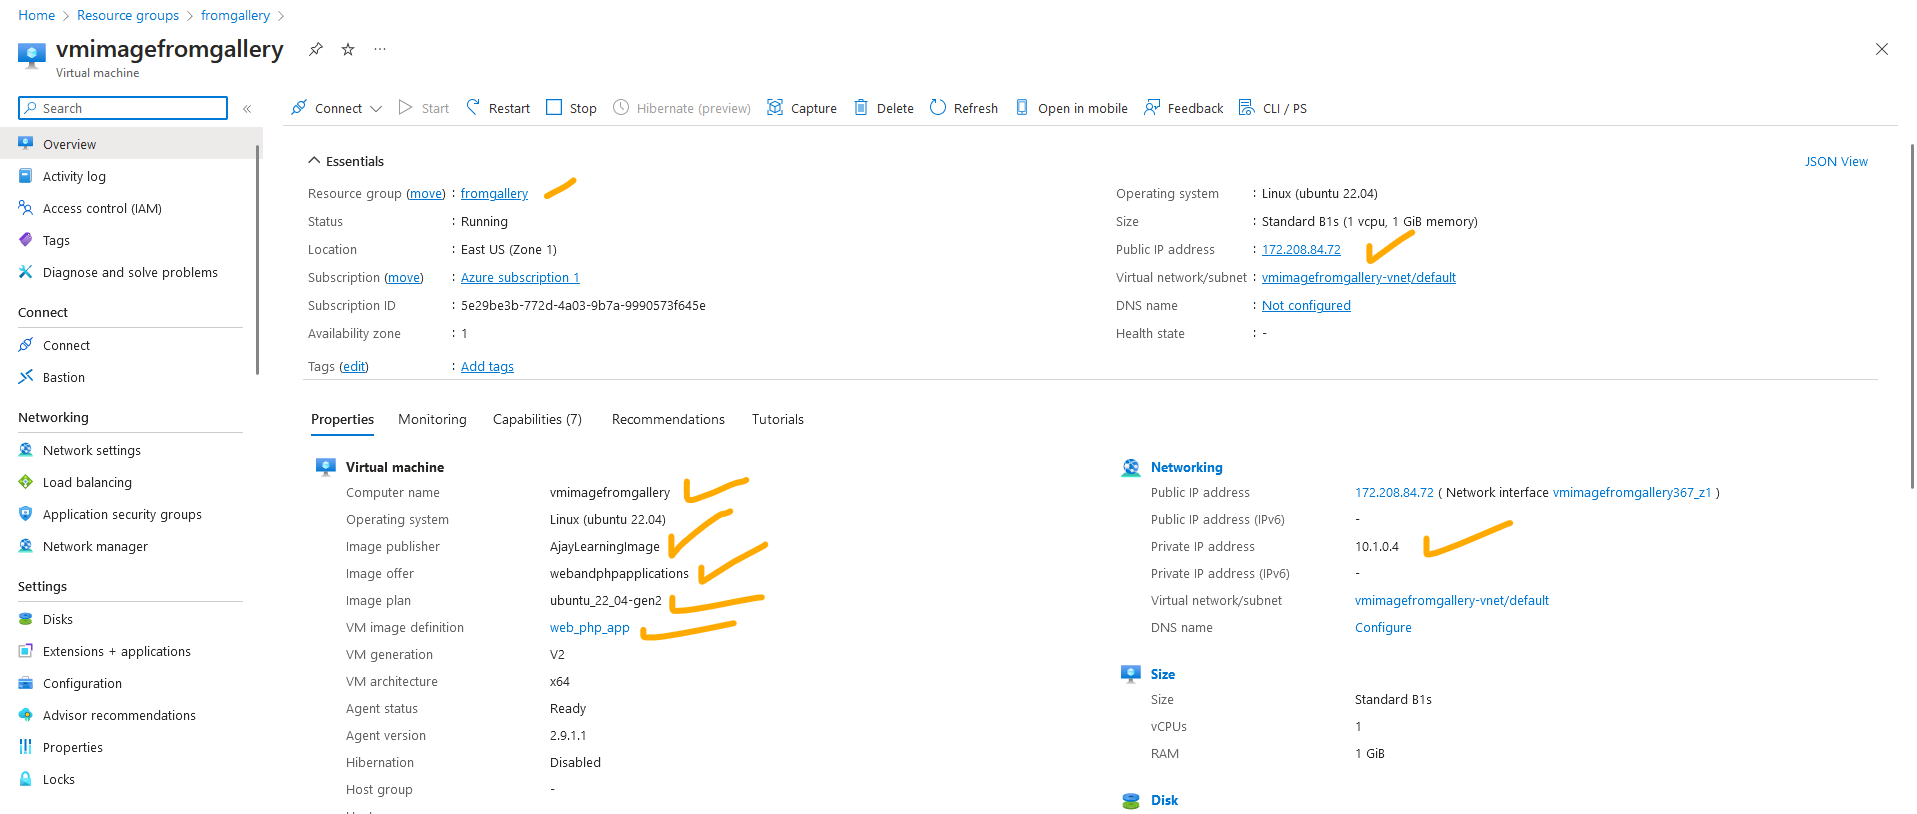 Home > Resource groups > fromgallery >
vmimagefromgallery
Virtual machine
Search
Connect Start Restart Stop Hibernate (preview) Capture Delete Refresh Open in mobile Feedback CLI / PS
Overview
Activity log
Access control (IAM)
Tags
Diagnose and solve problems
Connect
Connect
Bastion
Networking
Network settings
Load balancing
Application security groups
Network manager
Settings
Disks
Extensions + applications
Configuration
Advisor recommendations
Properties
Locks
Essentials
JSON View
Resource group (move) : fromgallery
Status : Running
Location : East US (Zone 1)
Subscription (move) : Azure subscription 1
Subscription ID : 5e29be3b-772d-4a03-9b7a-9990573f645e
Availability zone : 1
Tags (edit) : Add tags
Operating system : Linux (ubuntu 22.04)
Size : Standard B1s (1 vcpu, 1 GiB memory)
Public IP address : 172.208.84.72
Virtual network/subnet : vmimagefromgallery-vnet/default
DNS name : Not configured
Health state : -
Properties Monitoring Capabilities (7) Recommendations Tutorials
Virtual machine
Computer name vmimagefromgallery
Operating system Linux (ubuntu 22.04)
Image publisher AjayLearningImage
Image offer webandphpapplications
Image plan ubuntu_22_04-gen2
VM image definition web_php_app
VM generation V2
VM architecture x64
Agent status Ready
Agent version 2.9.1.1
Hibernation Disabled
Host group -
Networking
Public IP address 172.208.84.72 ( Network interface vmimagefromgallery367_z1 )
Public IP address (IPv6) -
Private IP address 10.1.0.4
Private IP address (IPv6) -
Virtual network/subnet vmimagefromgallery-vnet/default
DNS name Configure
Size
Size Standard B1s
vCPUs 1
RAM 1 GiB
Disk